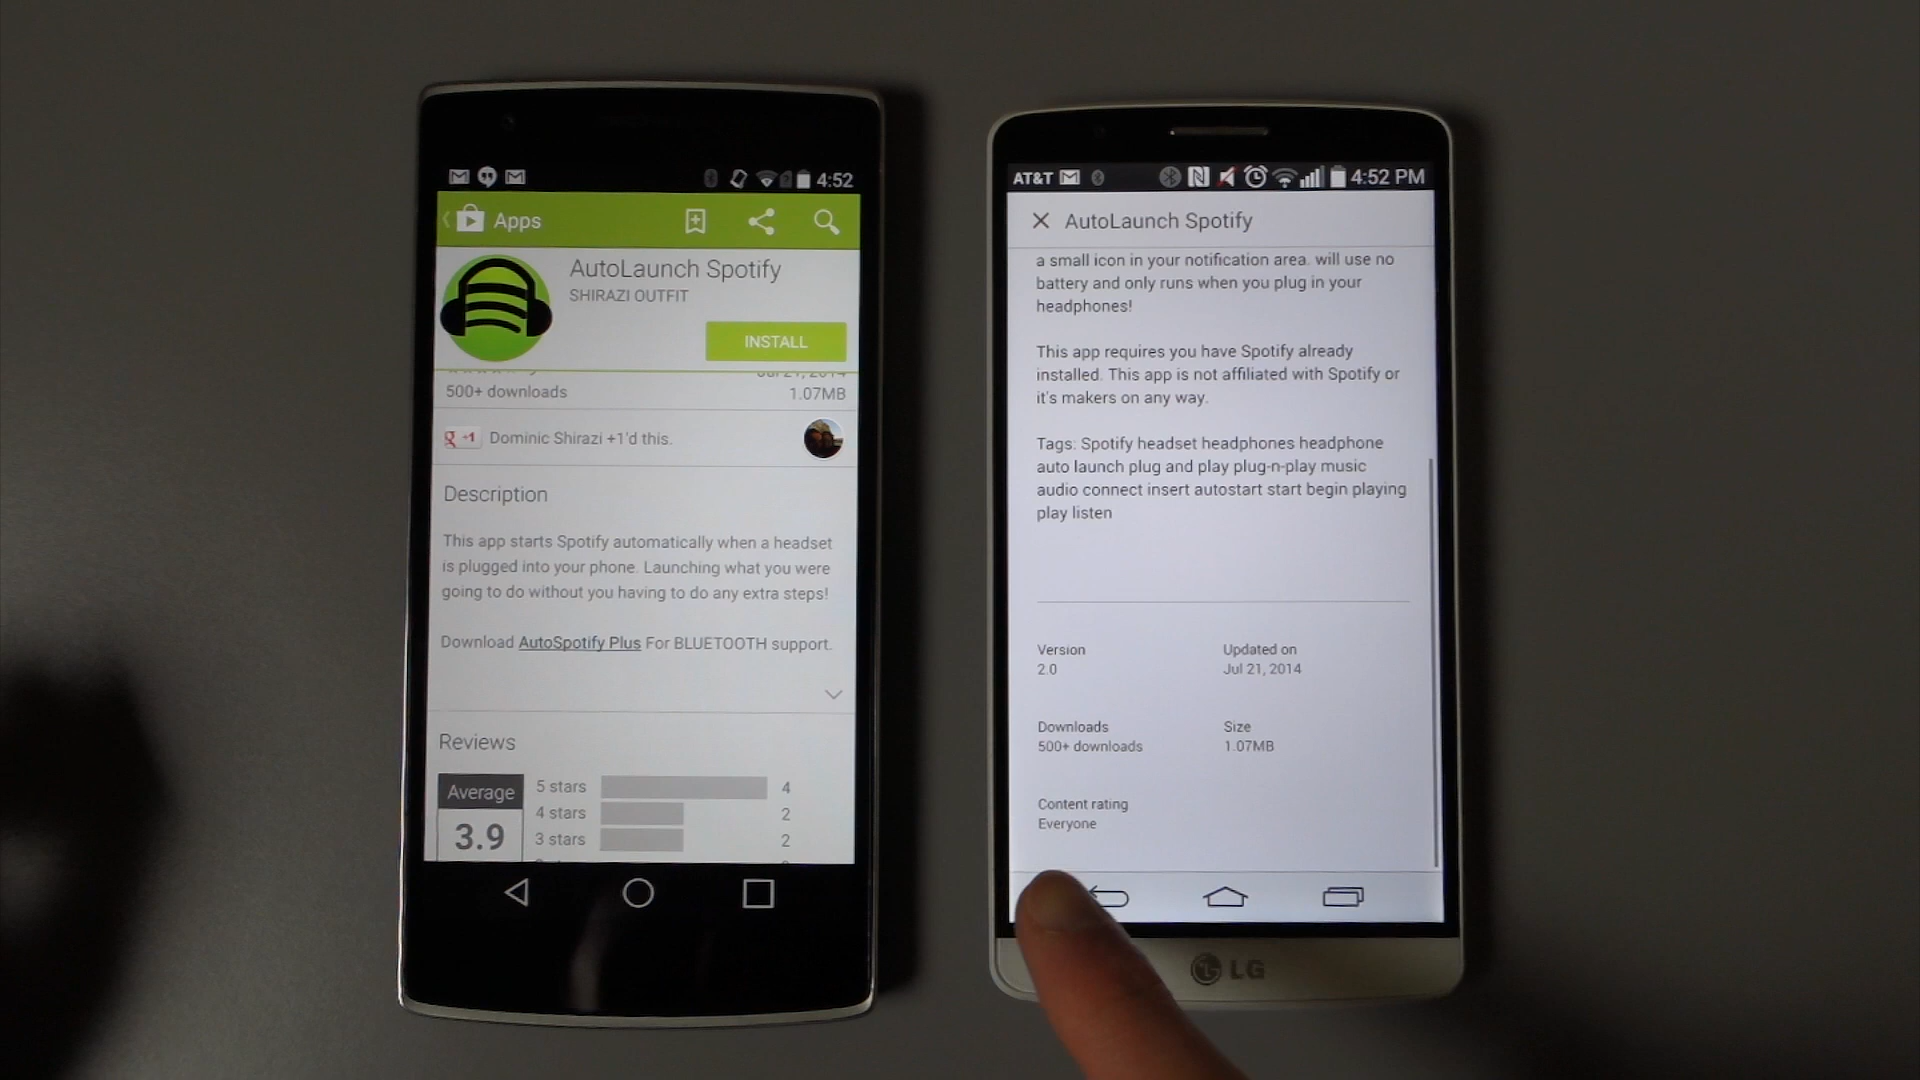 4:52
Apps
AutoLaunch Spotify
SHIRAZI OUTFIT
INSTALL
Jul 21, 2014
500+ downloads
1.07MB
g +1
Dominic Shirazi +1'd this.
Description
This app starts Spotify automatically when a headset
is plugged into your phone. Launching what you were
going to do without you having to do any extra steps!
Download AutoSpotify Plus For BLUETOOTH support.
Reviews
Average
3.9
5 stars
4
4 stars
2
3 stars
2
AT&T
4:52 PM
AutoLaunch Spotify
a small icon in your notification area. will use no
battery and only runs when you plug in your
headphones!
This app requires you have Spotify already
installed. This app is not affiliated with Spotify or
it's makers on any way.
Tags: Spotify headset headphones headphone
auto launch plug and play plug-n-play music
audio connect insert autostart start begin playing
play listen
Version
2.0
Updated on
Jul 21, 2014
Downloads
500+ downloads
Size
1.07MB
Content rating
Everyone
LG